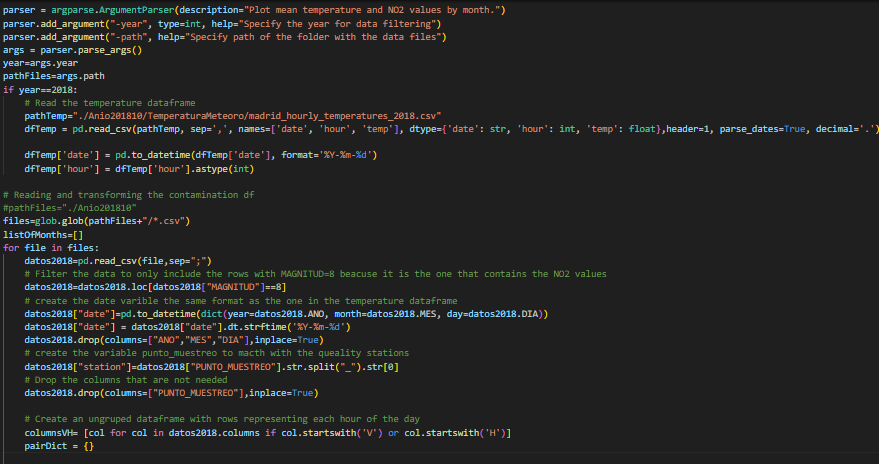 parser = argparse.ArgumentParser(description="Plot mean temperature and NO2 values by month.")
parser.add_argument("-year", type=int, help="Specify the year for data filtering")
parser.add_argument("-path", help="Specify path of the folder with the data files")
args = parser.parse_args()
year=args.year
pathFiles=args.path
if year==2018:
    # Read the temperature dataframe
    pathTemp="./Anio201810/TemperaturaMeteoro/madrid_hourly_temperatures_2018.csv"
    dfTemp = pd.read_csv(pathTemp, sep=',', names=['date', 'hour', 'temp'], dtype={'date': str, 'hour': int, 'temp': float},header=1, parse_dates=True, decimal='.')

    dfTemp['date'] = pd.to_datetime(dfTemp['date'], format='%Y-%m-%d')
    dfTemp['hour'] = dfTemp['hour'].astype(int)

# Reading and transforming the contamination df
#pathFiles="./Anio201810"
files=glob.glob(pathFiles+"/*.csv")
listOfMonths=[]
for file in files:
    datos2018=pd.read_csv(file,sep=";")
    # Filter the data to only include the rows with MAGNITUD=8 beacuse it is the one that contains the NO2 values
    datos2018=datos2018.loc[datos2018["MAGNITUD"]==8]
    # create the date varible the same format as the one in the temperature dataframe
    datos2018["date"]=pd.to_datetime(dict(year=datos2018.ANO, month=datos2018.MES, day=datos2018.DIA))
    datos2018["date"] = datos2018["date"].dt.strftime('%Y-%m-%d')
    datos2018.drop(columns=["ANO","MES","DIA"],inplace=True)
    # create the variable punto_muestreo to macth with the queality stations
    datos2018["station"]=datos2018["PUNTO_MUESTREO"].str.split("_").str[0]
    # Drop the columns that are not needed
    datos2018.drop(columns=["PUNTO_MUESTREO"],inplace=True)

    # Create an ungruped dataframe with rows representing each hour of the day
    columnsVH= [col for col in datos2018.columns if col.startswith('V') or col.startswith('H')]
    pairDict = {}